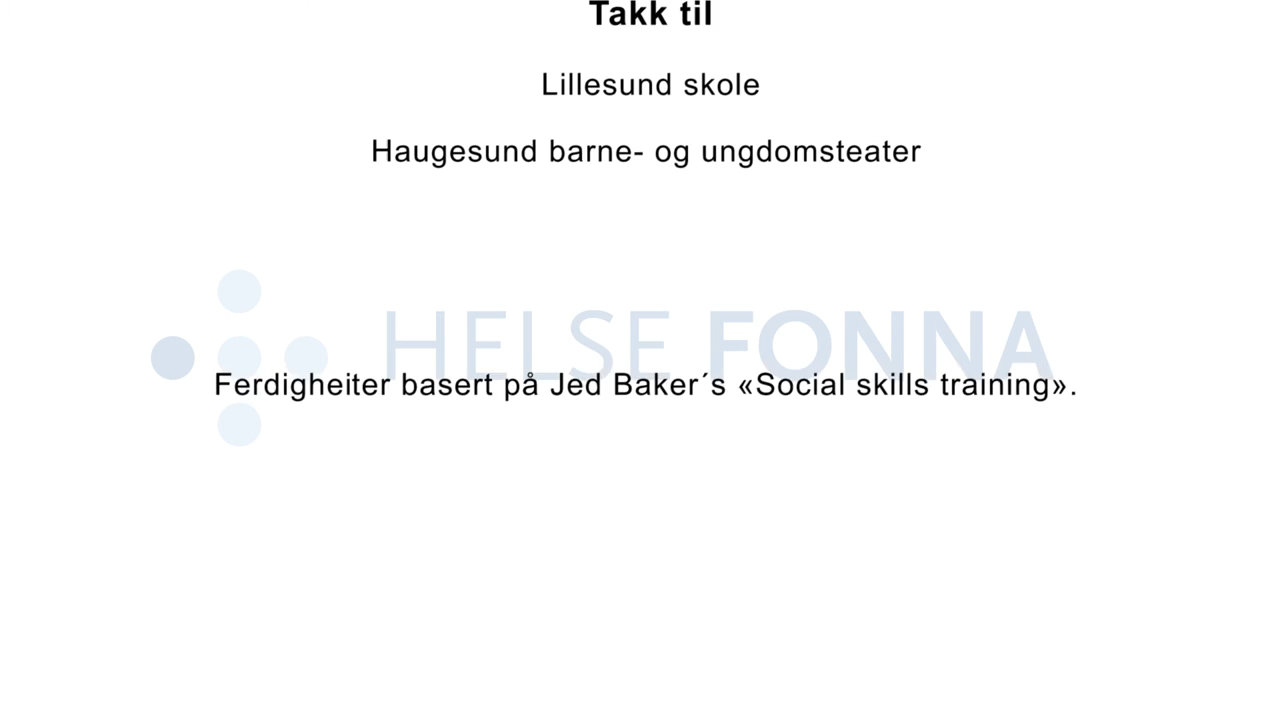 Takk til
Lillesund skole
Haugesund barne- og ungdomsteater
HELSE FONNA
Ferdigheiter basert på Jed Baker´s «Social skills training».